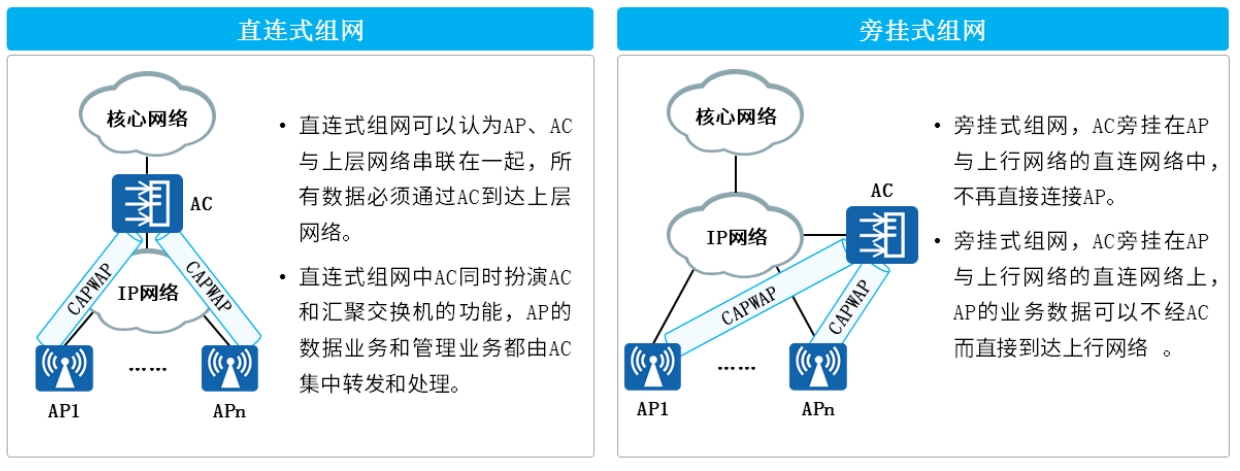 直连式组网
核心网络
AC
CAPWAP
CAPWAP
IP网络
AP1
……
APn
• 直连式组网可以认为AP、AC
与上层网络串联在一起，所
有数据必须通过AC到达上层
网络。
• 直连式组网中AC同时扮演AC
和汇聚交换机的功能，AP的
数据业务和管理业务都由AC
集中转发和处理。
旁挂式组网
核心网络
AC
IP网络
CAPWAP
CAPWAP
AP1
……
APn
• 旁挂式组网，AC旁挂在AP
与上行网络的直连网络中，
不再直接连接AP。
• 旁挂式组网，AC旁挂在AP
与上行网络的直连网络上，
AP的业务数据可以不经AC
而直接到达上行网络 。